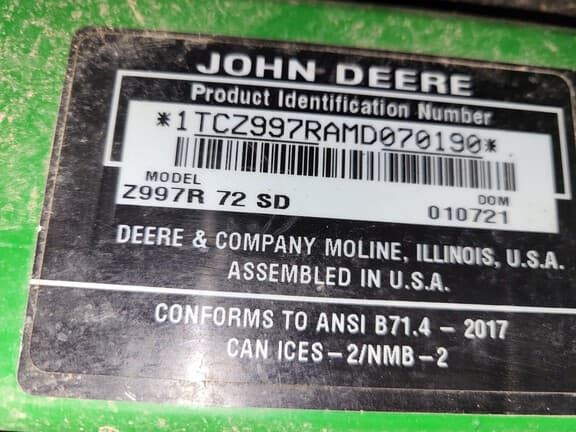 JOHN DEERE
Product Identification Number
*1TCZ997RAMD070190*
MODEL DOM
Z997R 72 SD 010721
DEERE & COMPANY MOLINE, ILLINOIS, U.S.A.
ASSEMBLED IN U.S.A.
CONFORMS TO ANSI B71.4 – 2017
CAN ICES–2/NMB–2